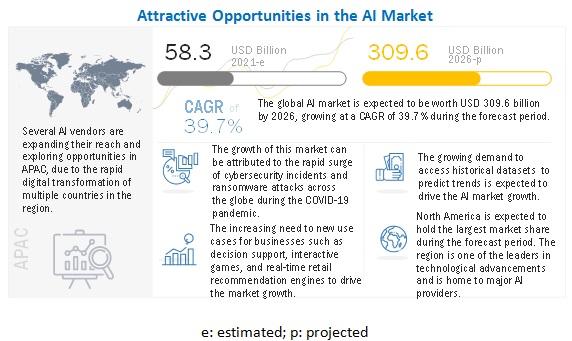 Attractive Opportunities in the AI Market
58.3
USD Billion
2021-e
309.6
USD Billion
2026-p
CAGR of
39.7%
The global AI market is expected to be worth USD 309.6 billion
by 2026, growing at a CAGR of 39.7% during the forecast period.
Several AI vendors are
expanding their reach and
exploring opportunities in
APAC, due to the rapid
digital transformation of
multiple countries in the
region.
APAC
The growth of this market can
be attributed to the rapid surge
of cybersecurity incidents and
ransomware attacks across
the globe during the COVID-19
pandemic.
The increasing need to new use
cases for businesses such as
decision support, interactive
games, and real-time retail
recommendation engines to drive
the market growth.
The growing demand to
access historical datasets to
predict trends is expected to
drive the AI market growth.
North America is expected to
hold the largest market share
during the forecast period. The
region is one of the leaders in
technological advancements
and is home to major AI
providers.
e: estimated; p: projected